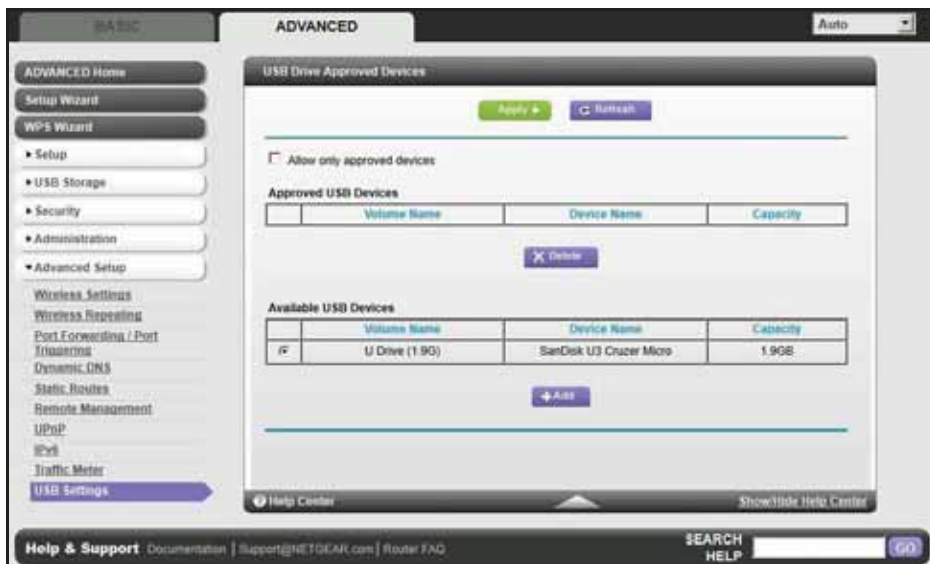 BASIC
ADVANCED
Auto
ADVANCED Home
Setup Wizard
WPS Wizard
Setup
USB Storage
Security
Administration
Advanced Setup
Wireless Settings
Wireless Repeating
Port Forwarding / Port
Triggering
Dynamic DNS
Static Routes
Remote Management
UPnP
IPv6
Traffic Meter
USB Settings
USB Drive Approved Devices
Apply
Refresh
Allow only approved devices
Approved USB Devices
Volume Name Device Name Capacity
Delete
Available USB Devices
Volume Name Device Name Capacity
U Drive (1.9G) SanDisk U3 Cruzer Micro 1.9GB
Add
Help Center
Show/Hide Help Center
Help & Support Documentation | Support@NETGEAR.com | Router FAQ
SEARCH
HELP
GO